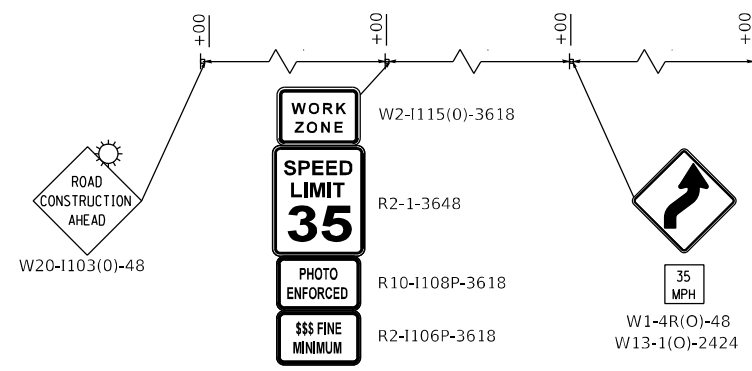 +00
+00
+00
+00
WORK
ZONE
W2-I115(0)-3618
SPEED
LIMIT
35
R2-1-3648
PHOTO
ENFORCED
R10-I108P-3618
$$$ FINE
MINIMUM
R2-I106P-3618
ROAD
CONSTRUCTION
AHEAD
W20-I103(0)-48
35
MPH
W1-4R(O)-48
W13-1(O)-2424